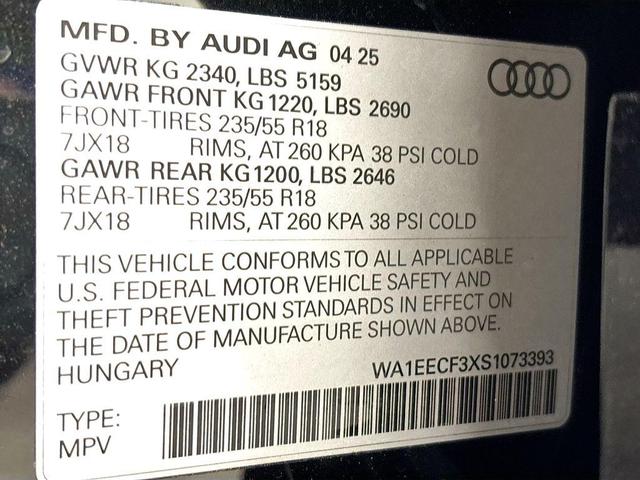 MFD. BY AUDI AG 04 25
GVWR KG 2340, LBS 5159
GAWR FRONT KG 1220, LBS 2690
FRONT-TIRES 235/55 R18
7JX18 RIMS, AT 260 KPA 38 PSI COLD
GAWR REAR KG 1200, LBS 2646
REAR-TIRES 235/55 R18
7JX18 RIMS, AT 260 KPA 38 PSI COLD
THIS VEHICLE CONFORMS TO ALL APPLICABLE
U.S. FEDERAL MOTOR VEHICLE SAFETY AND
THEFT PREVENTION STANDARDS IN EFFECT ON
THE DATE OF MANUFACTURE SHOWN ABOVE.
HUNGARY WA1EECF3XS1073393
TYPE:
MPV